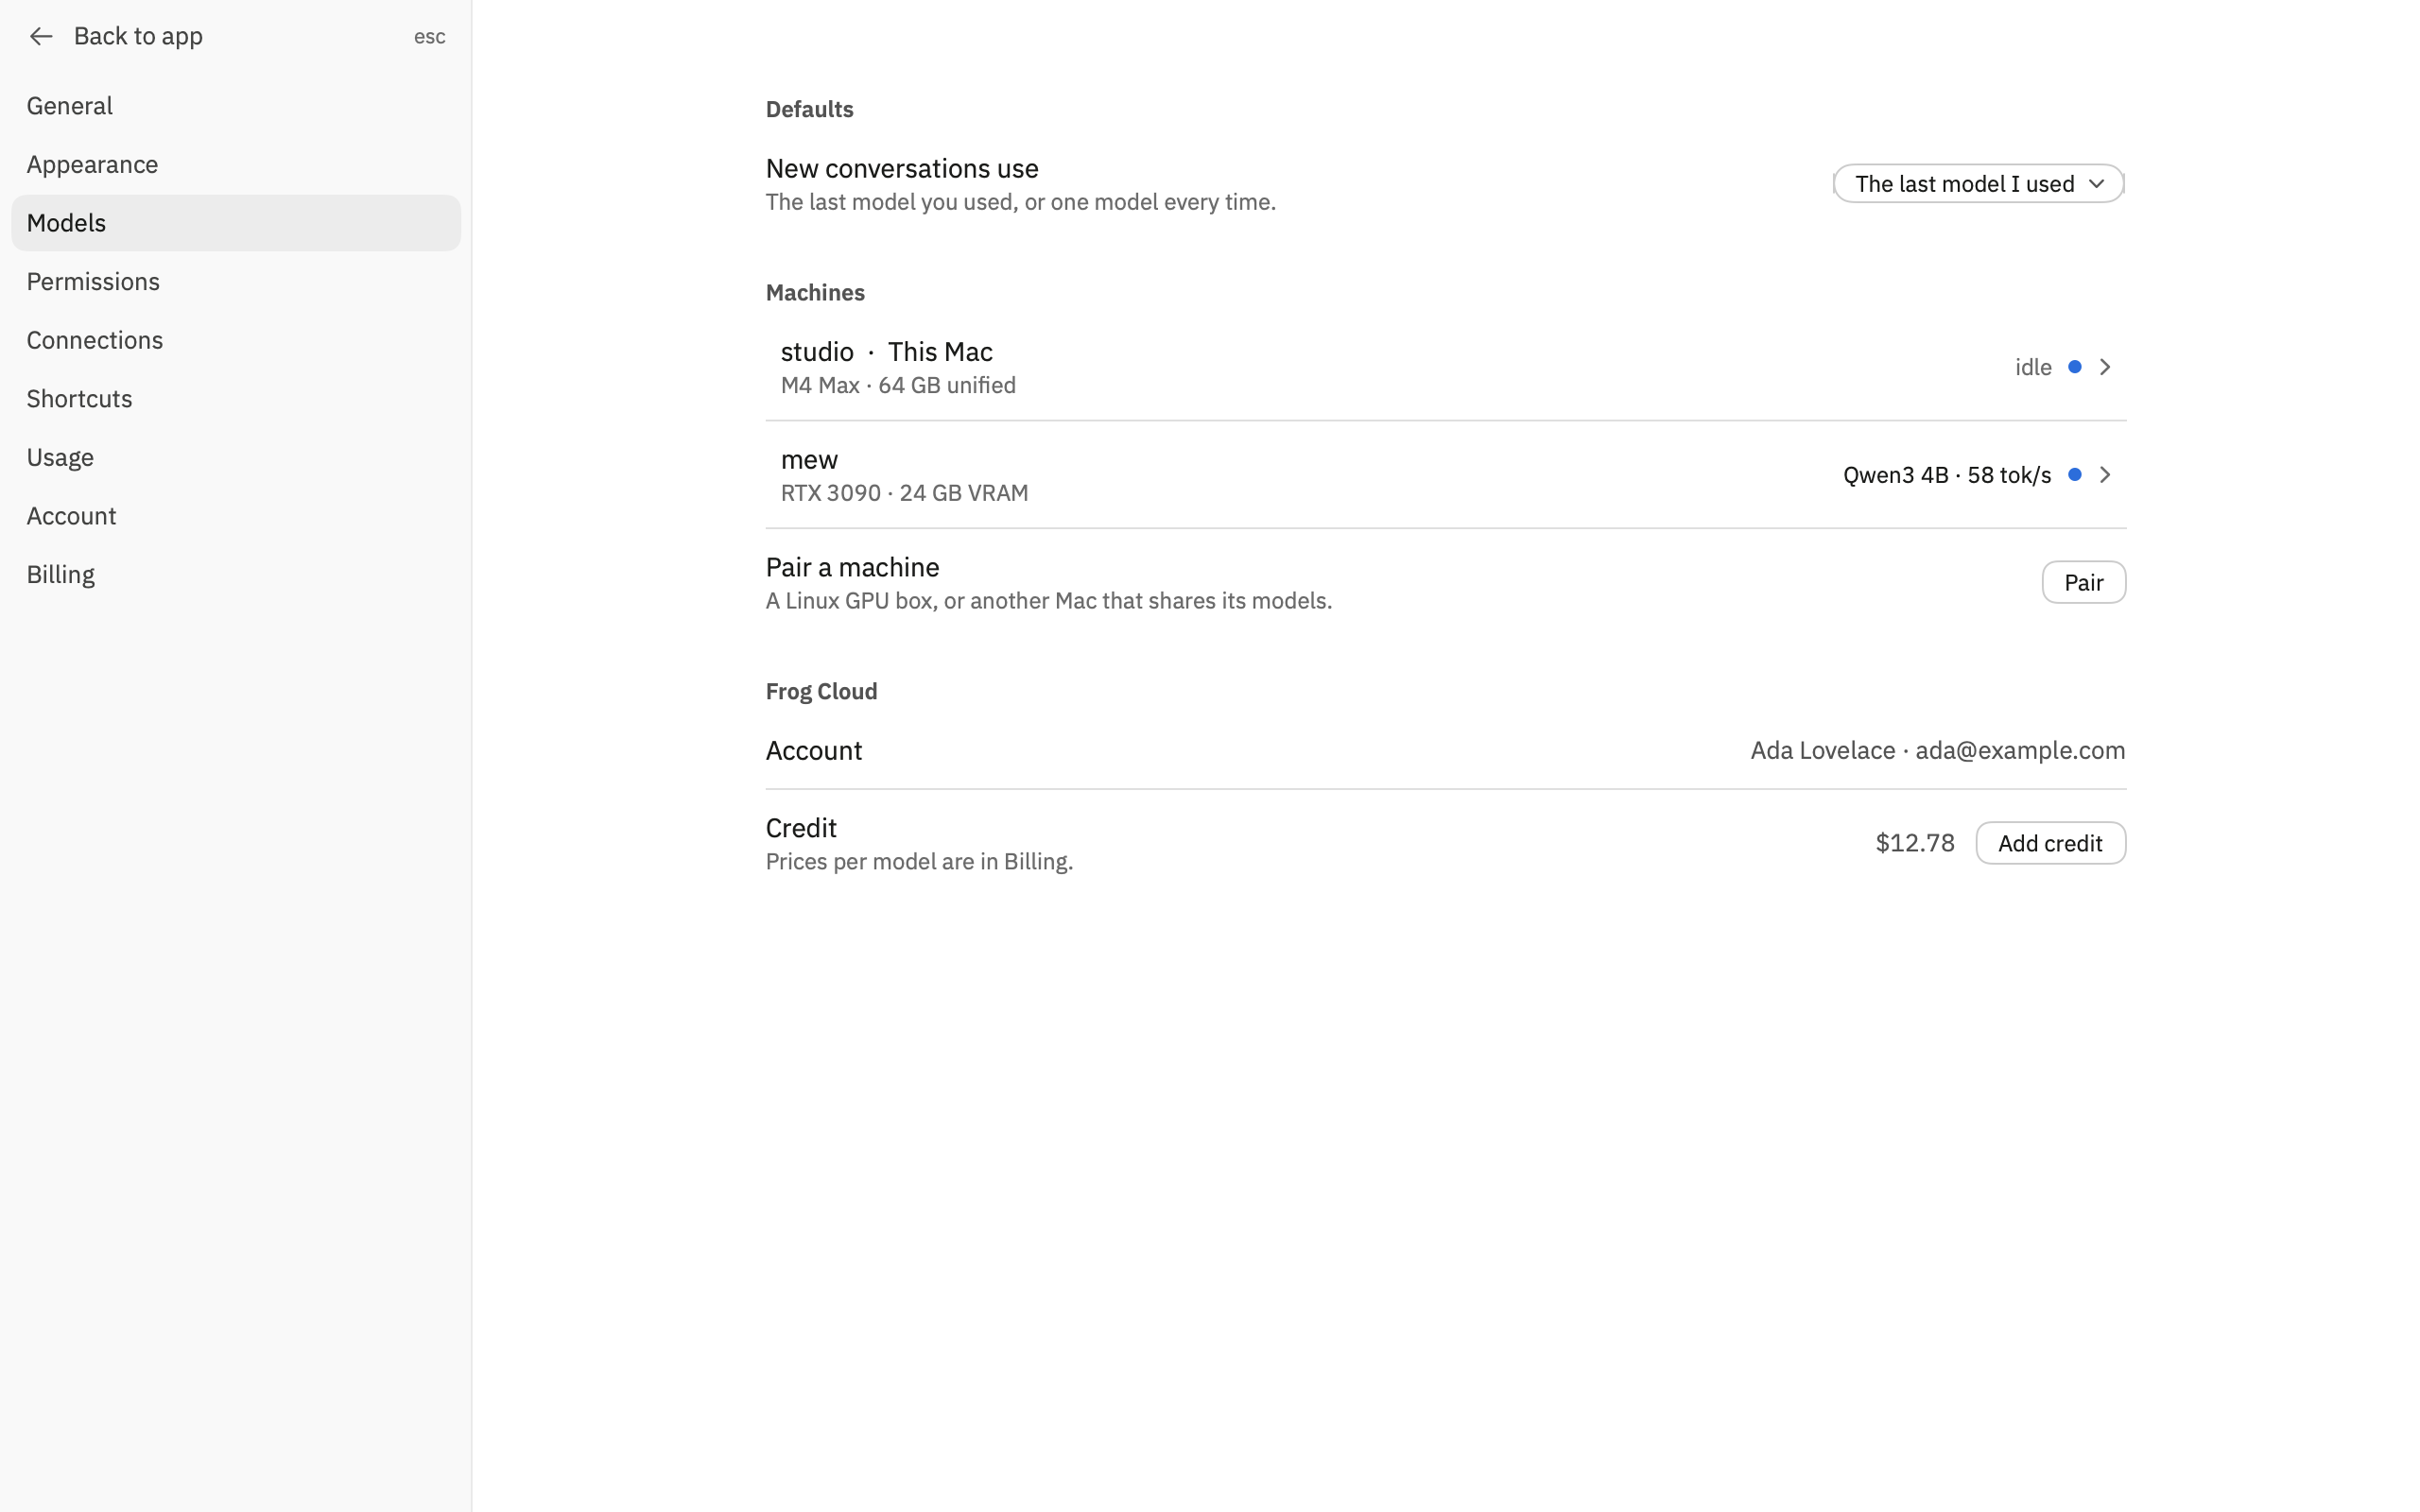 Back to app esc
General
Appearance
Models
Permissions
Connections
Shortcuts
Usage
Account
Billing
Defaults
New conversations use
The last model you used, or one model every time.
The last model I used
Machines
studio · This Mac
M4 Max · 64 GB unified
idle
mew
RTX 3090 · 24 GB VRAM
Qwen3 4B · 58 tok/s
Pair a machine
A Linux GPU box, or another Mac that shares its models.
Pair
Frog Cloud
Account
Ada Lovelace · ada@example.com
Credit
Prices per model are in Billing.
$12.78
Add credit